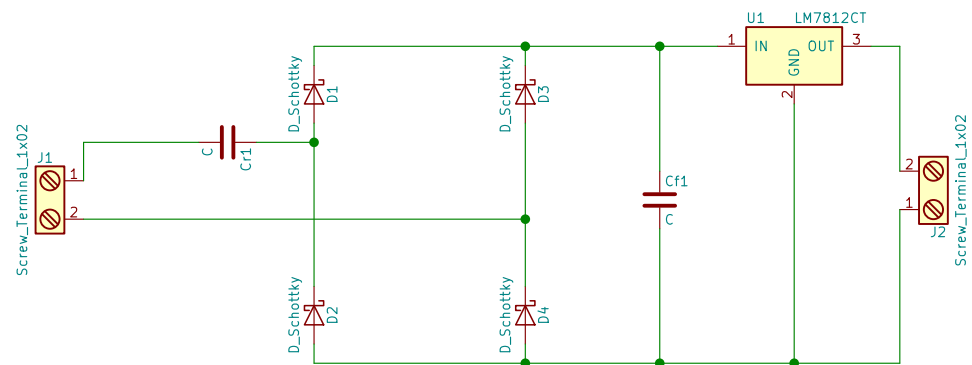 U1
LM7812CT
1
IN
OUT
3
GND
2
D_Schottky
D1
D_Schottky
D3
Screw_Terminal_1x02
J1
1
2
C
Cr1
Cf1
C
2
1
J2
Screw_Terminal_1x02
D_Schottky
D2
D_Schottky
D4